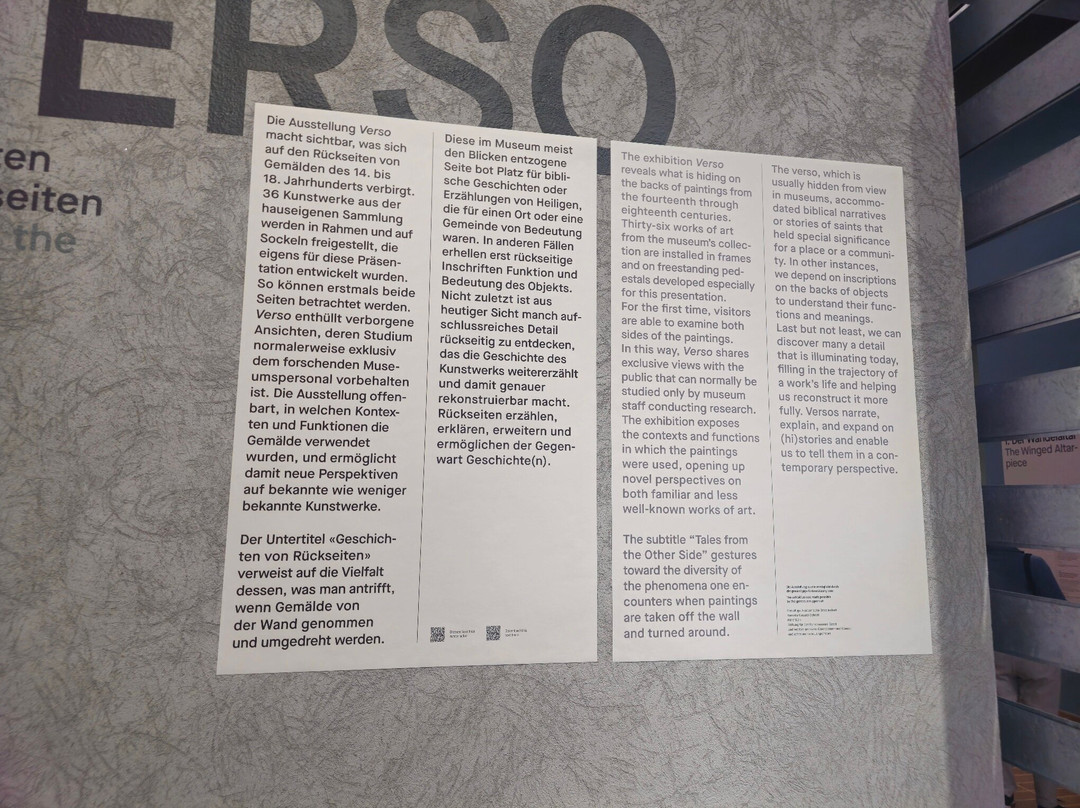 ERSO
ten
seiten
the
Die Ausstellung Verso
macht sichtbar, was sich
auf den Rückseiten von
Gemälden des 14. bis
18. Jahrhunderts verbirgt.
36 Kunstwerke aus der
hauseigenen Sammlung
werden in Rahmen und auf
Sockeln freigestellt, die
eigens für diese Präsen-
tation entwickelt wurden.
So können erstmals beide
Seiten betrachtet werden.
Verso enthüllt verborgene
Ansichten, deren Studium
normalerweise exklusiv
dem forschenden Muse-
umspersonal vorbehalten
ist. Die Ausstellung offen-
bart, in welchen Kontex-
ten und Funktionen die
Gemälde verwendet
wurden, und ermöglicht
damit neue Perspektiven
auf bekannte wie weniger
bekannte Kunstwerke.
Der Untertitel «Geschich-
ten von Rückseiten»
verweist auf die Vielfalt
dessen, was man antrifft,
wenn Gemälde von
der Wand genommen
und umgedreht werden.
Diese im Museum meist
den Blicken entzogene
Seite bot Platz für bibli-
sche Geschichten oder
Erzählungen von Heiligen,
die für einen Ort oder eine
Gemeinde von Bedeutung
waren. In anderen Fällen
erhellen erst rückseitige
Inschriften Funktion und
Bedeutung des Objekts.
Nicht zuletzt ist aus
heutiger Sicht manch auf-
schlussreiches Detail
rückseitig zu entdecken,
das die Geschichte des
Kunstwerks weitererzählt
und damit genauer
rekonstruierbar macht.
Rückseiten erzählen,
erklären, erweitern und
ermöglichen der Gegen-
wart Geschichte(n).
The exhibition Verso
reveals what is hiding on
the backs of paintings from
the fourteenth through
eighteenth centuries.
Thirty-six works of art
from the museum's collec-
tion are installed in frames
and on freestanding ped-
estals developed especially
for this presentation.
For the first time, visitors
are able to examine both
sides of the paintings.
In this way, Verso shares
exclusive views with the
public that can normally be
studied only by museum
staff conducting research.
The exhibition exposes
the contexts and functions
in which the paintings
were used, opening up
novel perspectives on
both familiar and less
well-known works of art.
The subtitle “Tales from
the Other Side” gestures
toward the diversity of
the phenomena one en-
counters when paintings
are taken off the wall
and turned around.
The verso, which is
usually hidden from view
in museums, accommo-
dated biblical narratives
or stories of saints that
held special significance
for a place or a communi-
ty. In other instances,
we depend on inscriptions
on the backs of objects
to understand their func-
tions and meanings.
Last but not least, we can
discover many a detail
that is illuminating today,
filling in the trajectory of
a work's life and helping
us reconstruct it more
fully. Versos narrate,
explain, and expand on
(hi)stories and enable
us to tell them in a con-
temporary perspective.
1. Der Wandelaltar
The Winged Altar-
piece